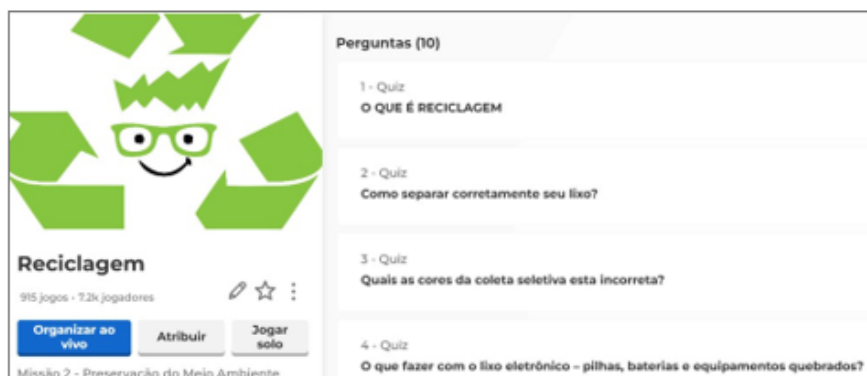 Reciclagem
915 jogos · 7.2k jogadores
Organizar ao
vivo
Atribuir
Jogar
solo
Missão 2 - Preservação do Meio Ambiente
Perguntas (10)
1 - Quiz
O QUE É RECICLAGEM
2 - Quiz
Como separar corretamente seu lixo?
3 - Quiz
Quais as cores da coleta seletiva esta incorreta?
4 - Quiz
O que fazer com o lixo eletrônico – pilhas, baterias e equipamentos quebrados?